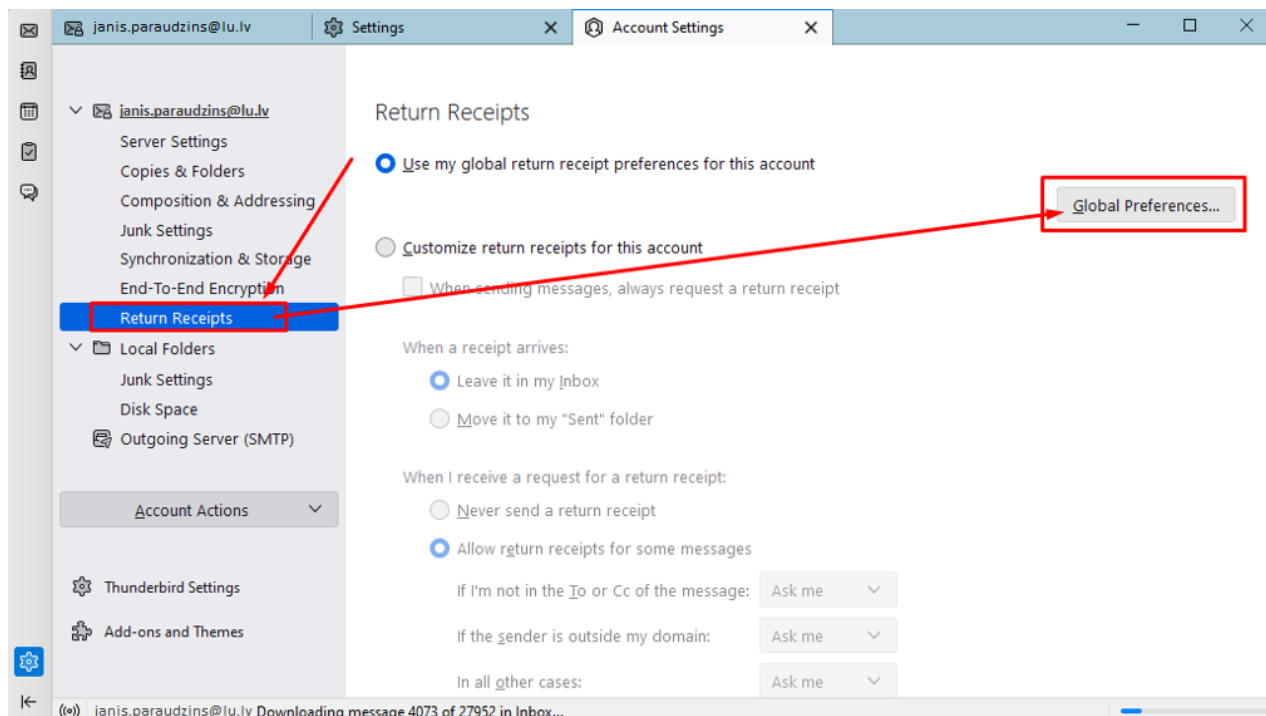 janis.paraudzins@lu.lv
Settings
Account Settings
janis.paraudzins@lu.lv
Server Settings
Copies & Folders
Composition & Addressing
Junk Settings
Synchronization & Storage
End-To-End Encryption
Return Receipts
Local Folders
Junk Settings
Disk Space
Outgoing Server (SMTP)
Account Actions
Thunderbird Settings
Add-ons and Themes
Return Receipts
Use my global return receipt preferences for this account
Global Preferences...
Customize return receipts for this account
When sending messages, always request a return receipt
When a receipt arrives:
Leave it in my Inbox
Move it to my "Sent" folder
When I receive a request for a return receipt:
Never send a return receipt
Allow return receipts for some messages
If I'm not in the To or Cc of the message: Ask me
If the sender is outside my domain: Ask me
In all other cases: Ask me
janis.paraudzins@lu.lv Downloading message 4073 of 27952 in Inbox...